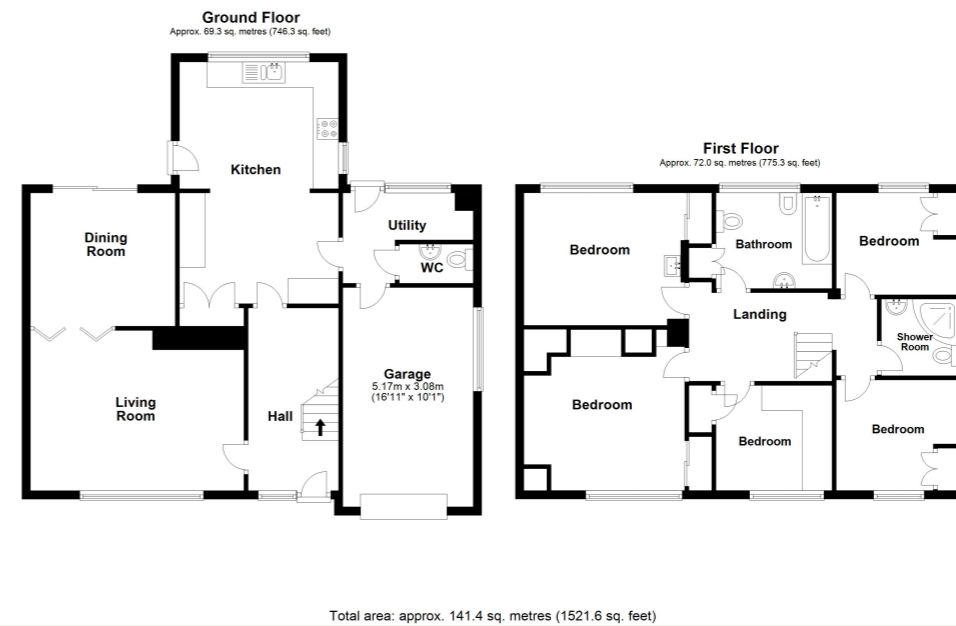 Ground Floor
Approx. 69.3 sq. metres (746.3 sq. feet)
Kitchen
Dining
Room
Utility
WC
Garage
5.17m x 3.08m
(16'11" x 10'1")
Living
Room
Hall
First Floor
Approx. 72.0 sq. metres (775.3 sq. feet)
Bedroom
Bathroom
Bedroom
Landing
Shower
Room
Bedroom
Bedroom
Bedroom
Total area: approx. 141.4 sq. metres (1521.6 sq. feet)